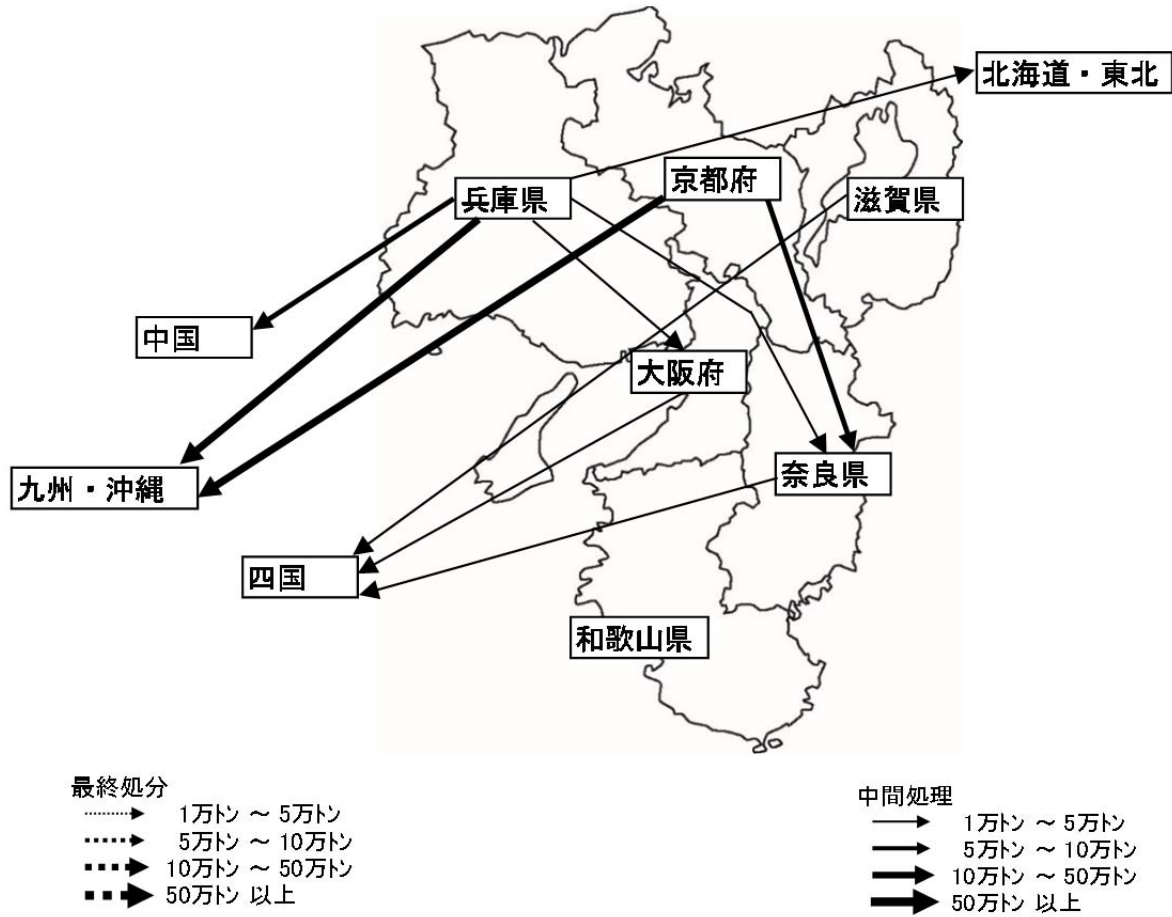 北海道・東北
京都府
兵庫県
滋賀県
中国
大阪府
奈良県
九州・沖縄
四国
和歌山県
最終処分
1万トン ～ 5万トン
5万トン ～ 10万トン
10万トン ～ 50万トン
50万トン 以上
中間処理
1万トン ～ 5万トン
5万トン ～ 10万トン
10万トン ～ 50万トン
50万トン 以上